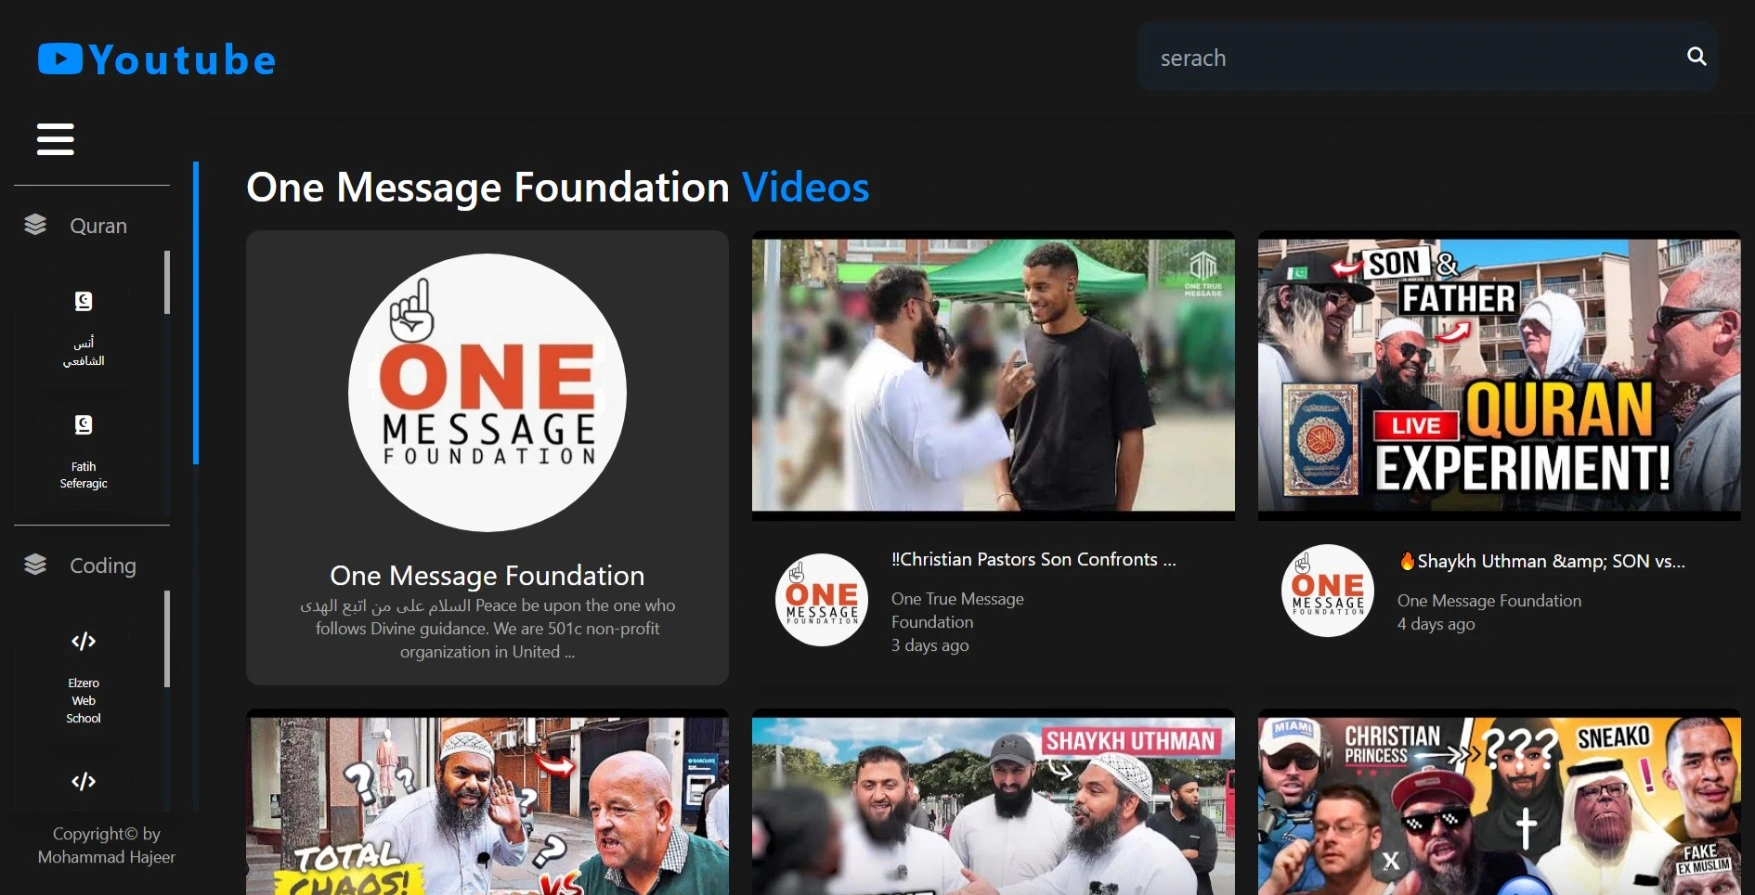 Youtube
serach
One Message Foundation Videos
Quran
أنس
الشافعي
Fatih
Seferagic
Coding
Elzero
Web
School
Copyright© by
Mohammad Hajeer
ONE
MESSAGE
FOUNDATION
One Message Foundation
السلام على من اتبع الهدى Peace be upon the one who
follows Divine guidance. We are 501c non-profit
organization in United ...
ONE TRUE
MESSAGE
ONE
MESSAGE
FOUNDATION
‼Christian Pastors Son Confronts ...
One True Message
Foundation
3 days ago
SON &
FATHER
LIVE QURAN
EXPERIMENT!
ONE
MESSAGE
FOUNDATION
🔥Shaykh Uthman &amp; SON vs...
One Message Foundation
4 days ago
? ?
?
?
TOTAL
CHAOS!
VS
SHAYKH UTHMAN
MIAMI
CHRISTIAN
PRINCESS
???
SNEAKO
!
X
FAKE
EX MUSLIM